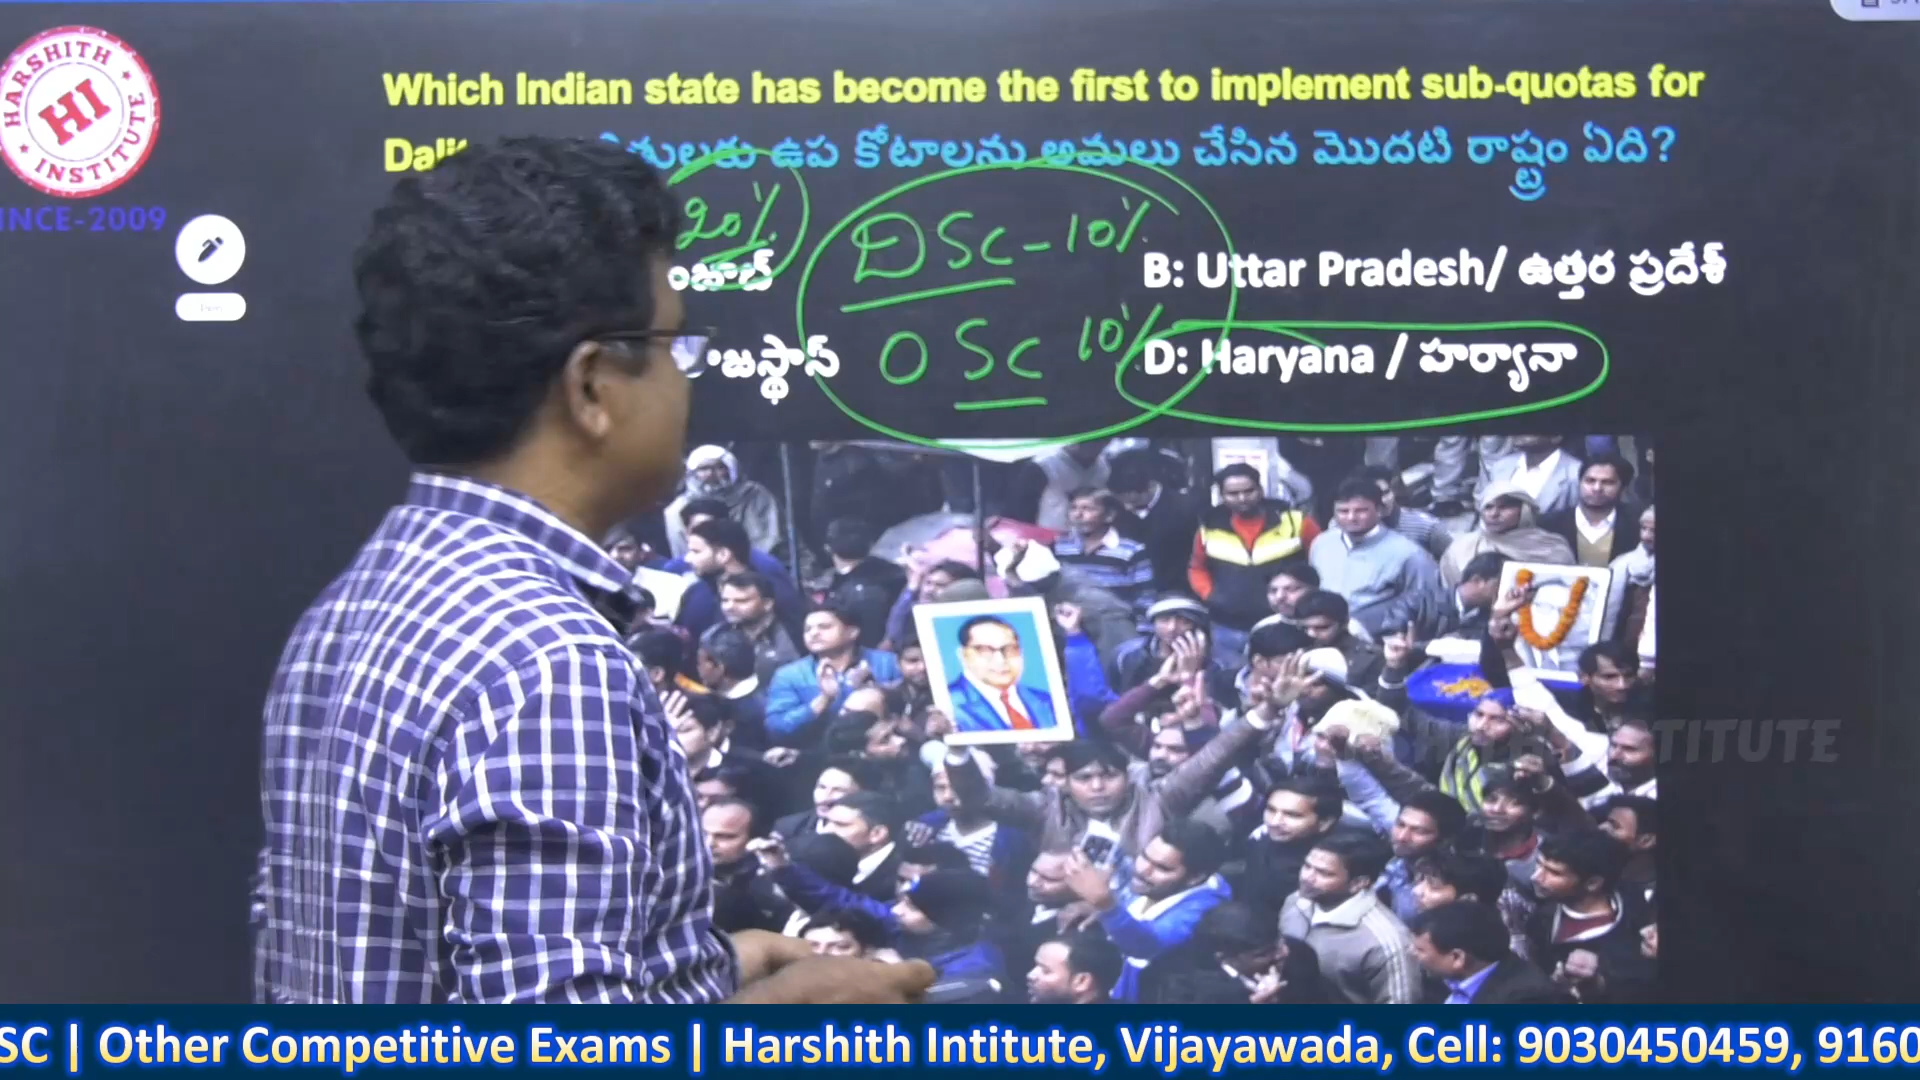 HARSHITH
HI
INSTITUTE
INCE-2009
Which Indian state has become the first to implement sub-quotas for
ఉప కోటాలను అమలు చేసిన మొదటి రాష్ట్రం ఏది?
20%
DSC - 10%
B: Uttar Pradesh/ ఉత్తర ప్రదేశ్
OSC 10%
D: Haryana / హర్యానా
SC | Other Competitive Exams | Harshith Intitute, Vijayawada, Cell: 9030450459, 9160